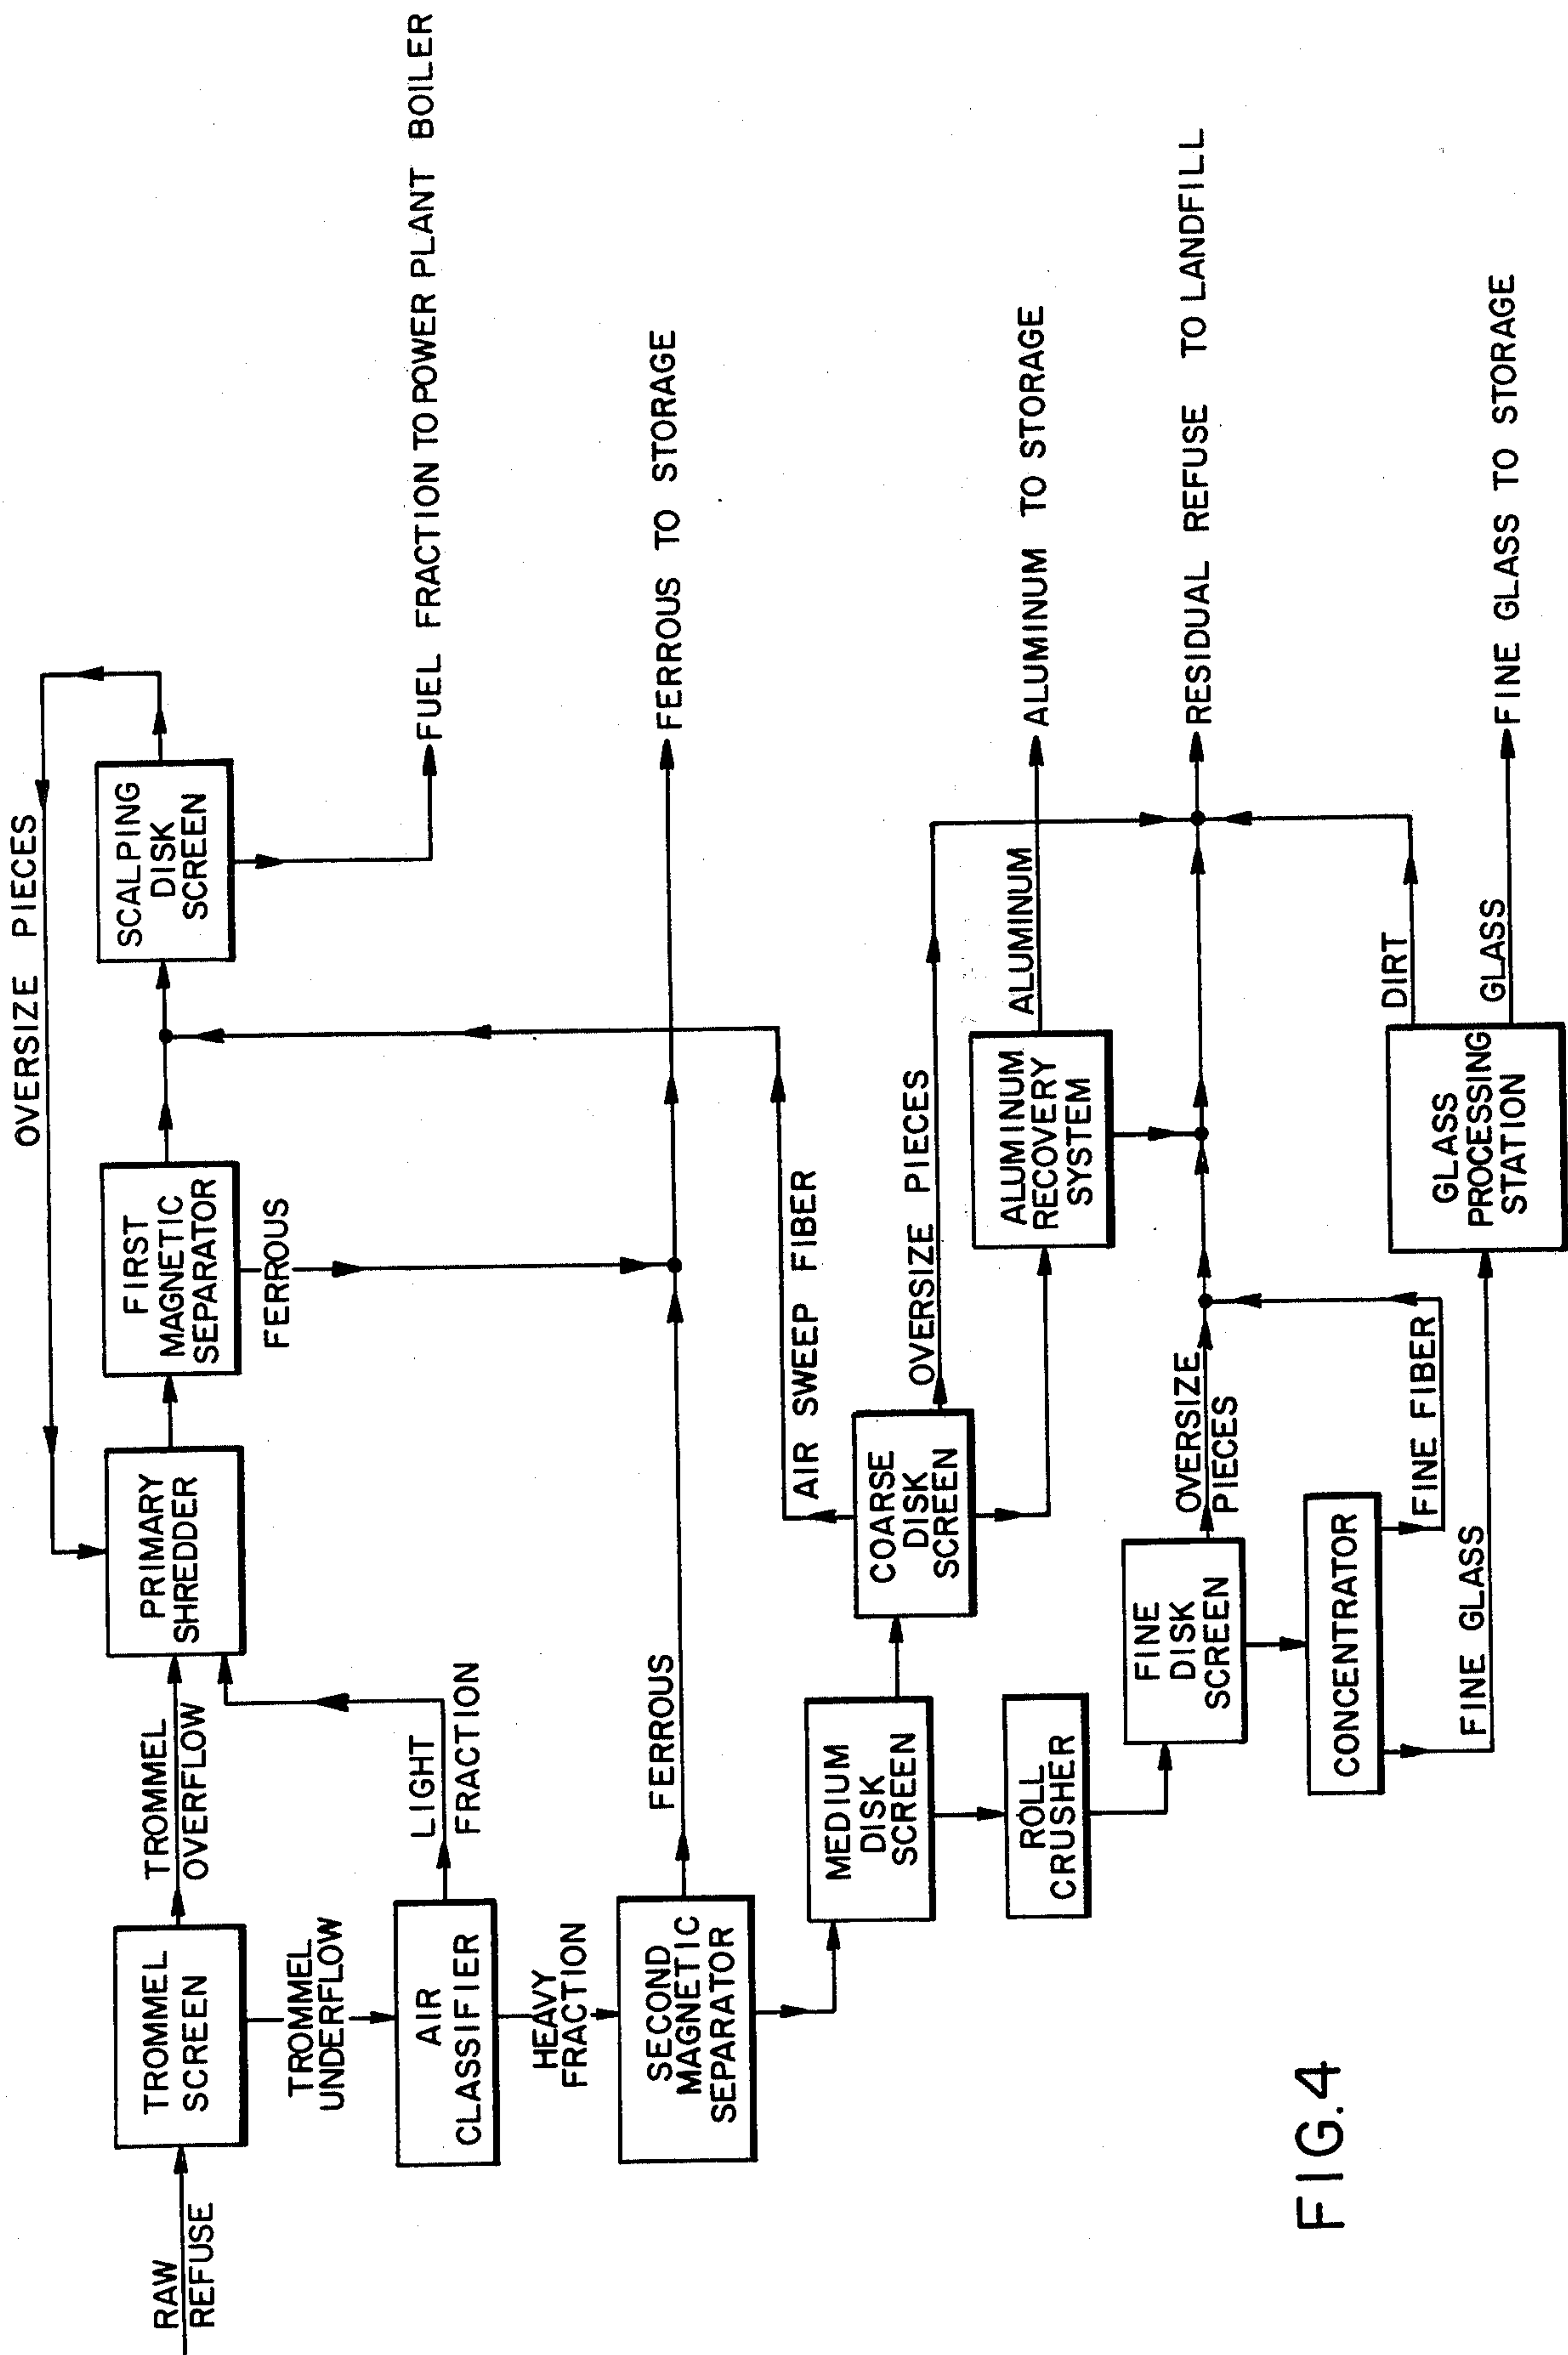 RAW
REFUSE
TROMMEL
SCREEN
TROMMEL
OVERFLOW
PRIMARY
SHREDDER
FIRST
MAGNETIC
SEPARATOR
FERROUS
OVERSIZE PIECES
SCALPING
DISK
SCREEN
FUEL FRACTION TO POWER PLANT BOILER
TROMMEL
UNDERFLOW
AIR
CLASSIFIER
LIGHT
FRACTION
HEAVY
FRACTION
SECOND
MAGNETIC
SEPARATOR
FERROUS
FERROUS TO STORAGE
MEDIUM
DISK
SCREEN
AIR SWEEP FIBER
COARSE
DISK
SCREEN
OVERSIZE PIECES
ALUMINUM
RECOVERY
SYSTEM
ALUMINUM
ALUMINUM TO STORAGE
ROLL
CRUSHER
FINE
DISK
SCREEN
OVERSIZE
PIECES
RESIDUAL REFUSE TO LANDFILL
CONCENTRATOR
FINE FIBER
FINE GLASS
GLASS
PROCESSING
STATION
DIRT
GLASS
FINE GLASS TO STORAGE
FIG.4